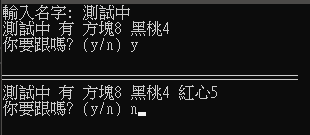 輸入名字: 測試中
測試中 有 方塊8 黑桃4
你要跟嗎? (y/n) y
=====================================
測試中 有 方塊8 黑桃4 紅心5
你要跟嗎? (y/n) n